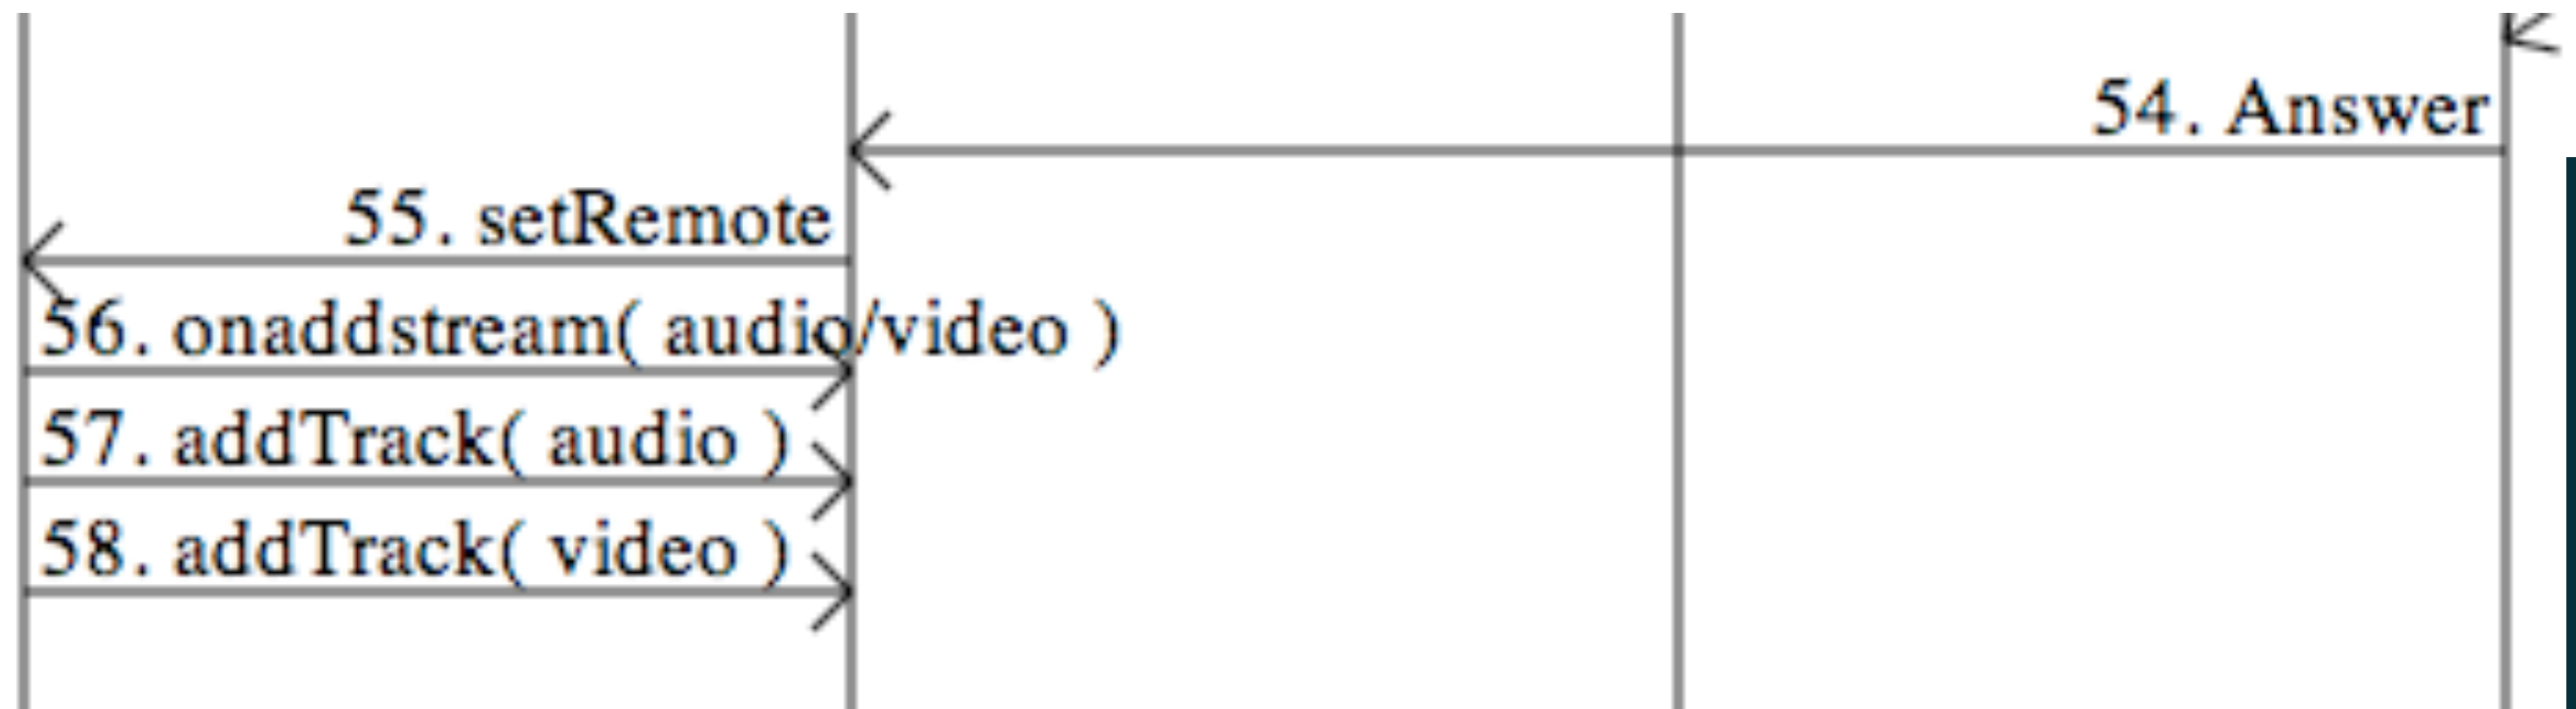 54. Answer
55. setRemote
56. onaddstream( audio/video )
57. addTrack( audio )
58. addTrack( video )